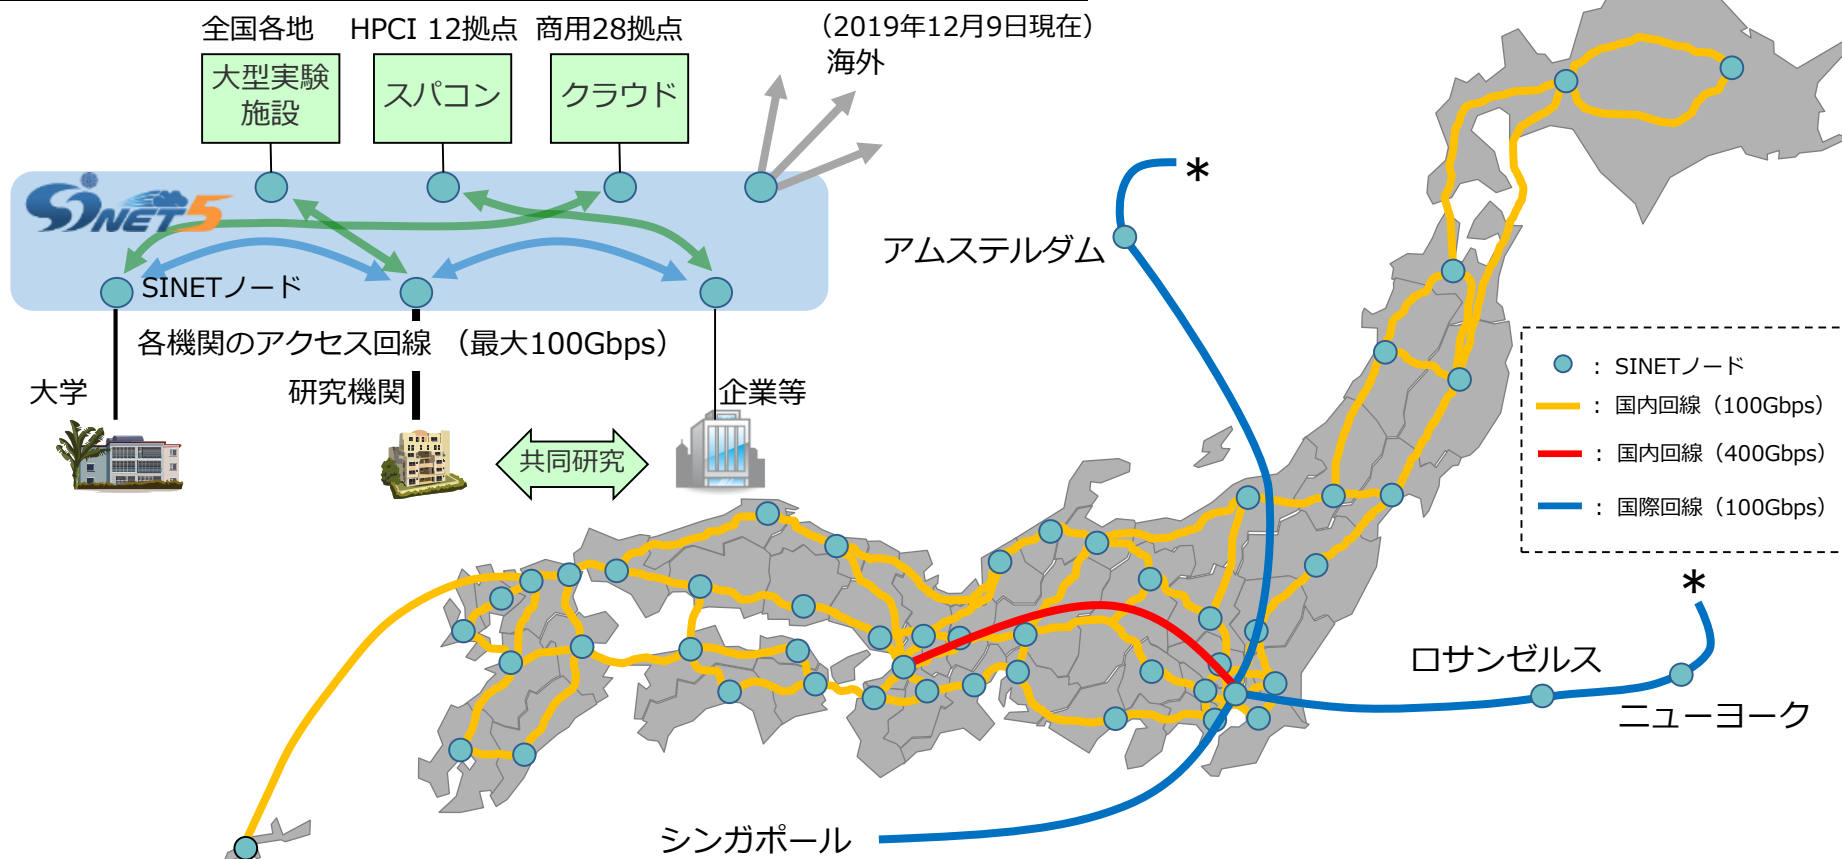 全国各地
HPCI 12拠点
商用28拠点
（2019年12月9日現在）
海外
大型実験
施設
スパコン
クラウド
SINET5
SINETノード
各機関のアクセス回線 （最大100Gbps）
大学
研究機関
企業等
共同研究
*
アムステルダム
： SINETノード
： 国内回線（100Gbps）
： 国内回線（400Gbps）
： 国際回線（100Gbps）
*
ロサンゼルス
ニューヨーク
シンガポール